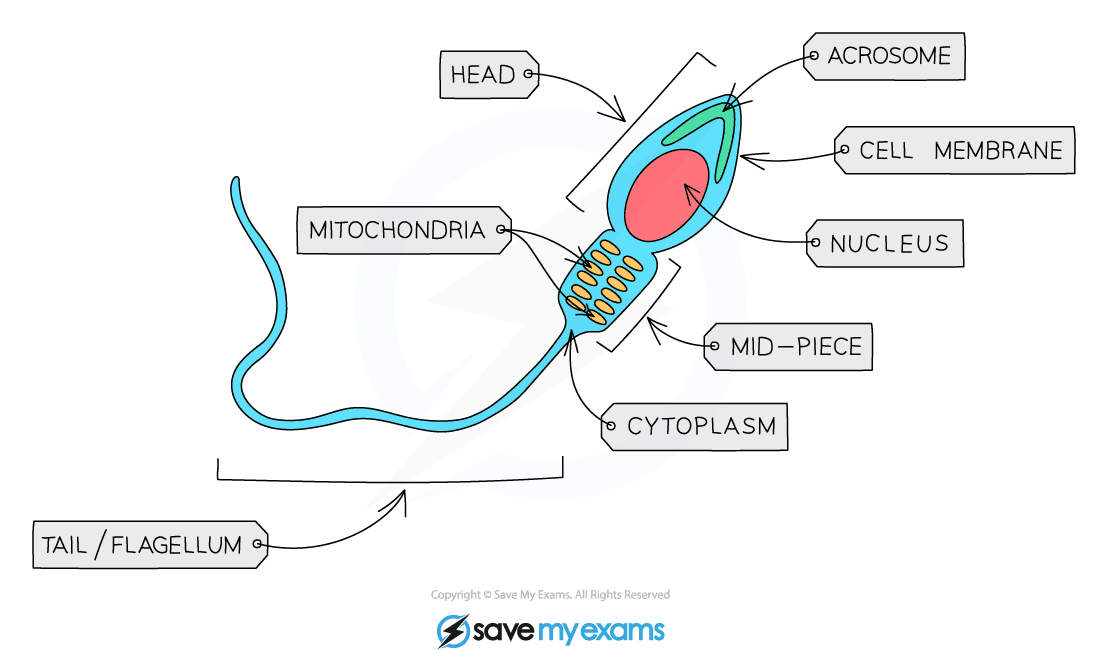 HEAD
ACROSOME
CELL MEMBRANE
MITOCHONDRIA
NUCLEUS
MID-PIECE
CYTOPLASM
TAIL/FLAGELLUM
Copyright © Save My Exams. All Rights Reserved
save my exams